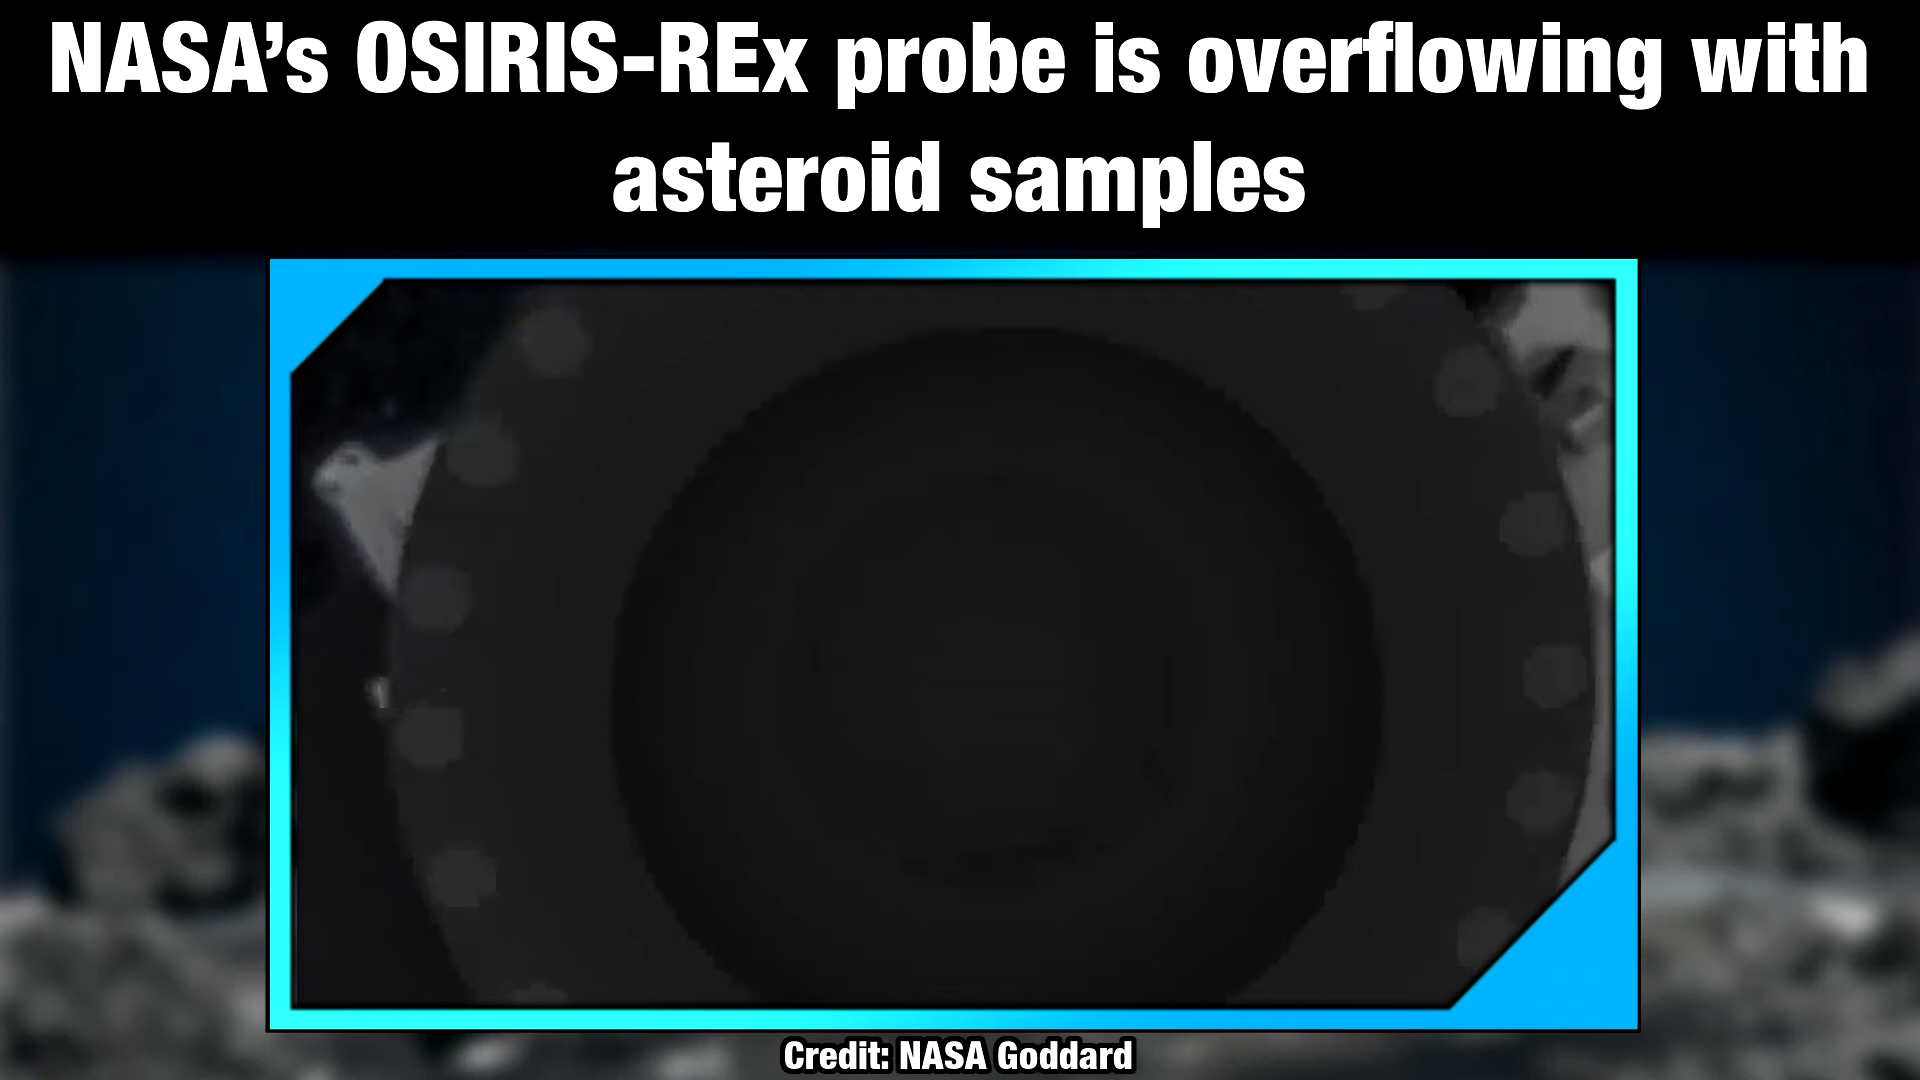 NASA’s OSIRIS-REx probe is overflowing with
asteroid samples
Credit: NASA Goddard